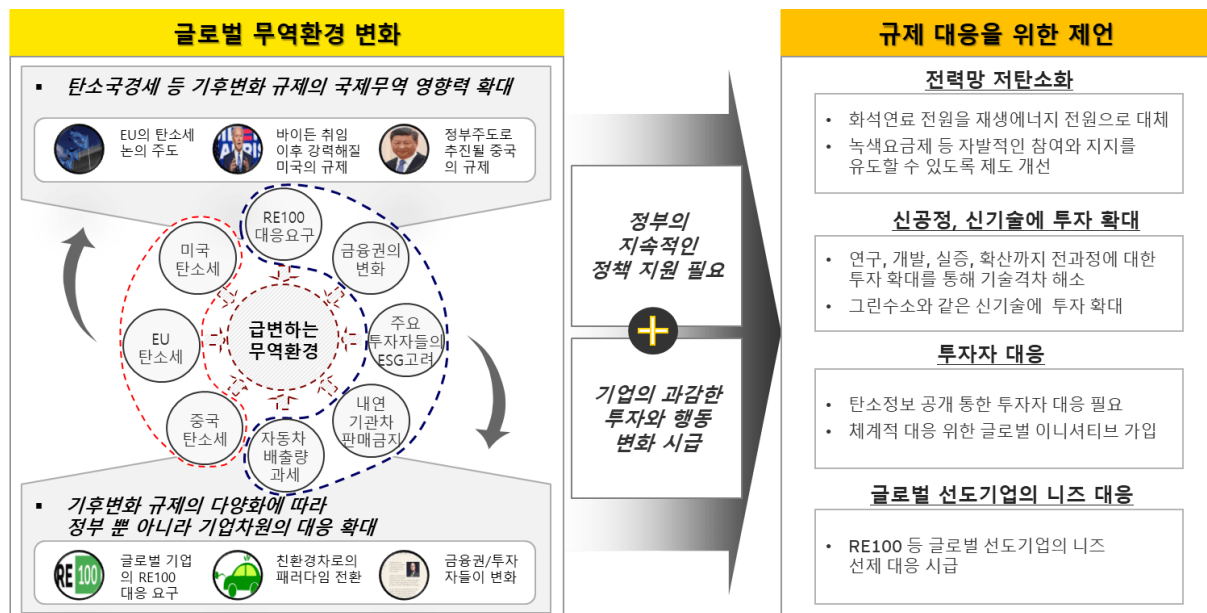 글로벌 무역환경 변화
▪ 탄소국경세 등 기후변화 규제의 국제무역 영향력 확대
EU의 탄소세
논의 주도
바이든 취임
이후 강력해질
미국의 규제
정부주도로
추진될 중국
의 규제
RE100
대응요구
미국
탄소세
금융권의
변화
EU
탄소세
급변하는
무역환경
주요
투자자들의
ESG고려
중국
탄소세
내연
기관차
판매금지
자동차
배출량
과세
▪ 기후변화 규제의 다양화에 따라
정부 뿐 아니라 기업차원의 대응 확대
RE 100
글로벌 기업
의 RE100
대응 요구
친환경차로의
패러다임 전환
금융권/투자
자들이 변화
정부의
지속적인
정책 지원 필요
기업의 과감한
투자와 행동
변화 시급
규제 대응을 위한 제언
전력망 저탄소화
• 화석연료 전원을 재생에너지 전원으로 대체
• 녹색요금제 등 자발적인 참여와 지지를
유도할 수 있도록 제도 개선
신공정, 신기술에 투자 확대
• 연구, 개발, 실증, 확산까지 전과정에 대한
투자 확대를 통해 기술격차 해소
• 그린수소와 같은 신기술에 투자 확대
투자자 대응
• 탄소정보 공개 통한 투자자 대응 필요
• 체계적 대응 위한 글로벌 이니셔티브 가입
글로벌 선도기업의 니즈 대응
• RE100 등 글로벌 선도기업의 니즈
선제 대응 시급